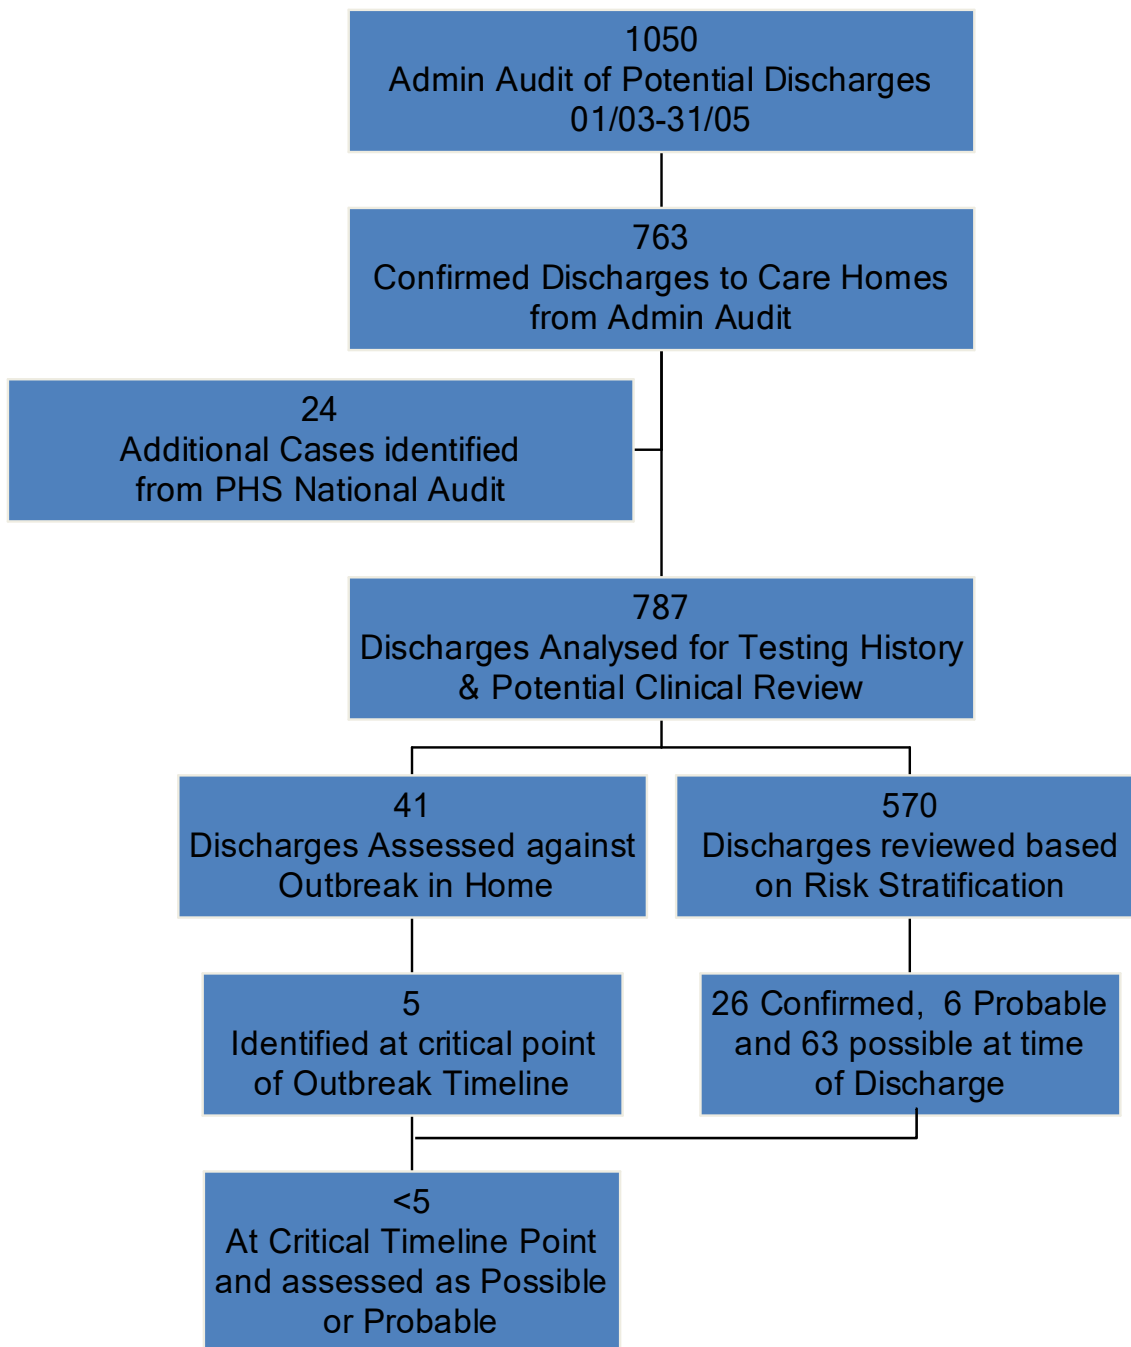 1050
Admin Audit of Potential Discharges
01/03-31/05
763
Confirmed Discharges to Care Homes
from Admin Audit
24
Additional Cases identified
from PHS National Audit
787
Discharges Analysed for Testing History
& Potential Clinical Review
41
Discharges Assessed against
Outbreak in Home
570
Discharges reviewed based
on Risk Stratification
5
Identified at critical point
of Outbreak Timeline
26 Confirmed,  6 Probable
and 63 possible at time
of Discharge
<5
At Critical Timeline Point
and assessed as Possible
or Probable